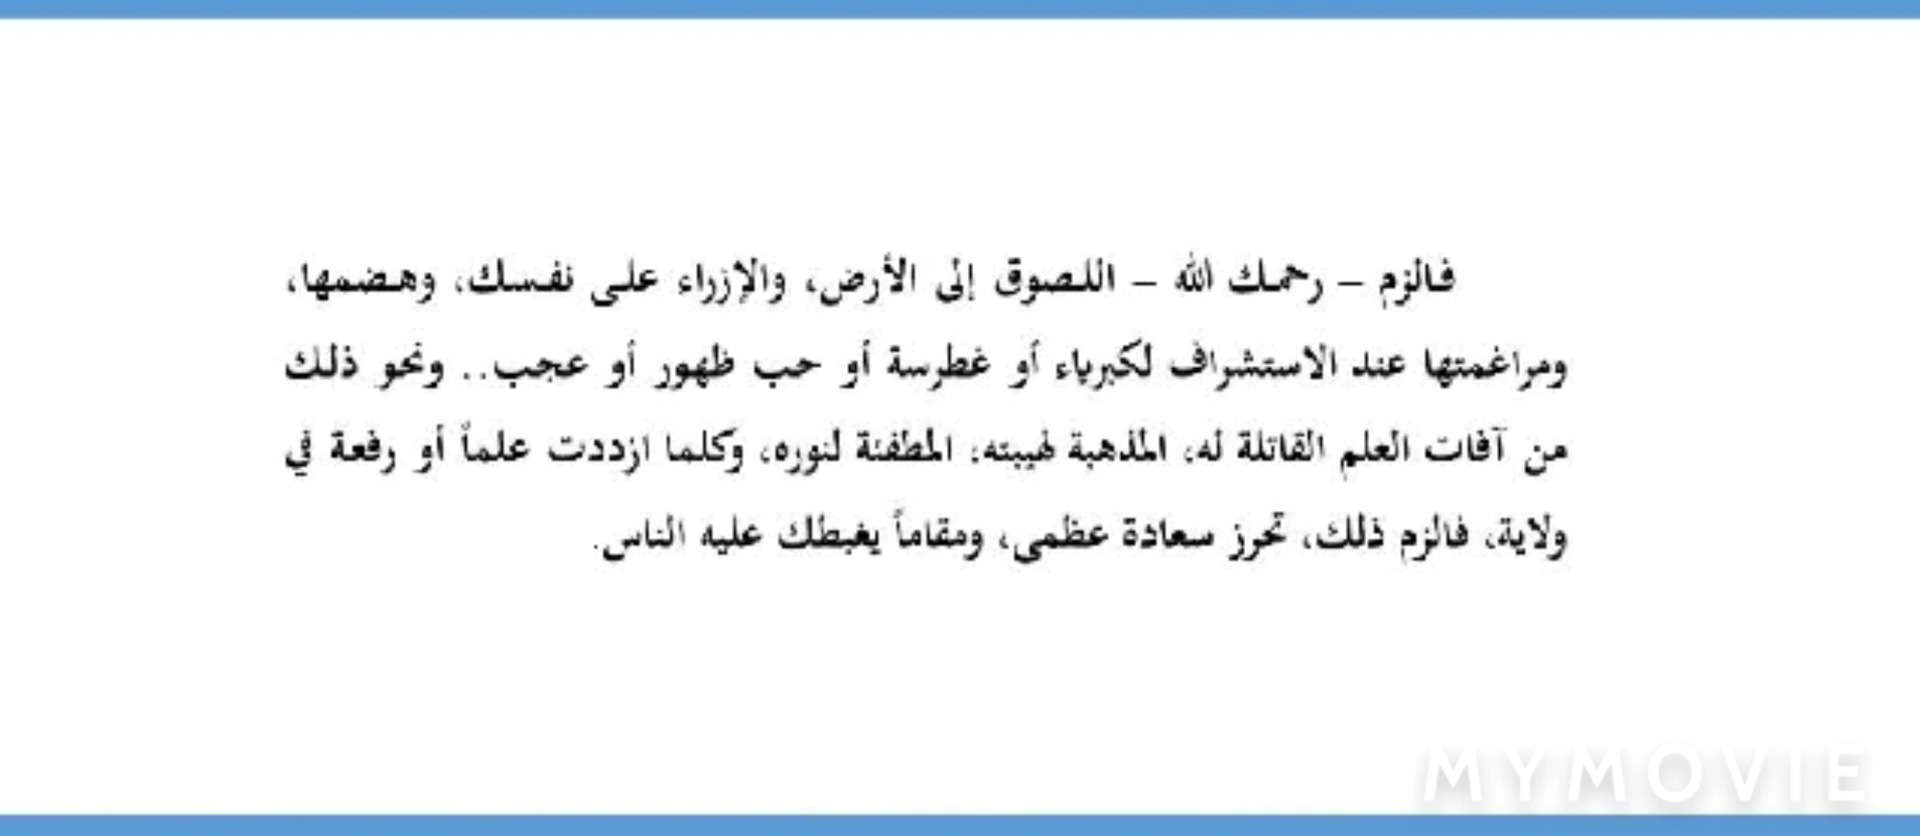 فالزم – رحمك الله – اللصوق إلى الأرض، والإزراء على نفسك، وهضمها،
ومراغمتها عند الاستشراف لكبرياء أو غطرسة أو حب ظهور أو عجب.. ونحو ذلك
من آفات العلم القاتلة له، المذهبة لهيبته، المطفئة لنوره، وكلما ازددت علماً أو رفعة في
ولاية، فالزم ذلك، تحرز سعادة عظمى، ومقاماً يغبطك عليه الناس.
MYMOVIE